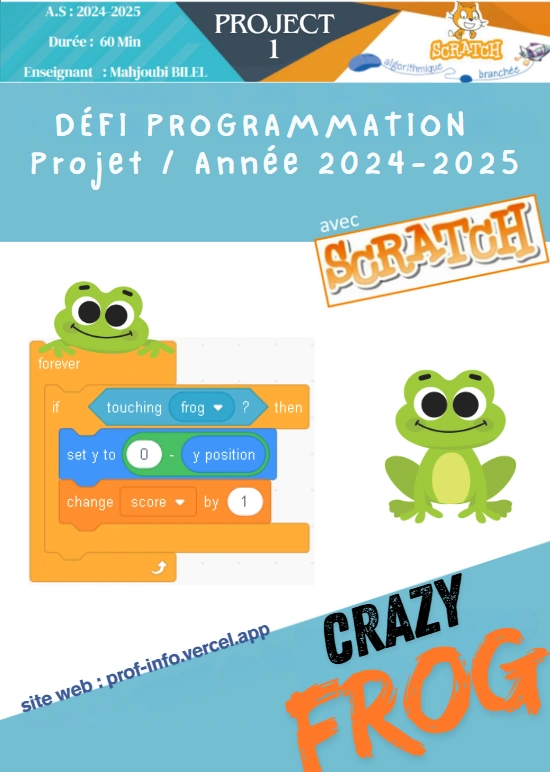 A.S : 2024-2025
Durée : 60 Min
Enseignant : Mahjoubi BILEL
PROJECT
1
SCRATCH
algorithmique
branchée
DÉFI PROGRAMMATION
Projet / Année 2024-2025
avec
SCRATCH
forever
if touching frog ? then
set y to 0 - y position
change score by 1
site web : prof-info.vercel.app
CRAZY
FROG